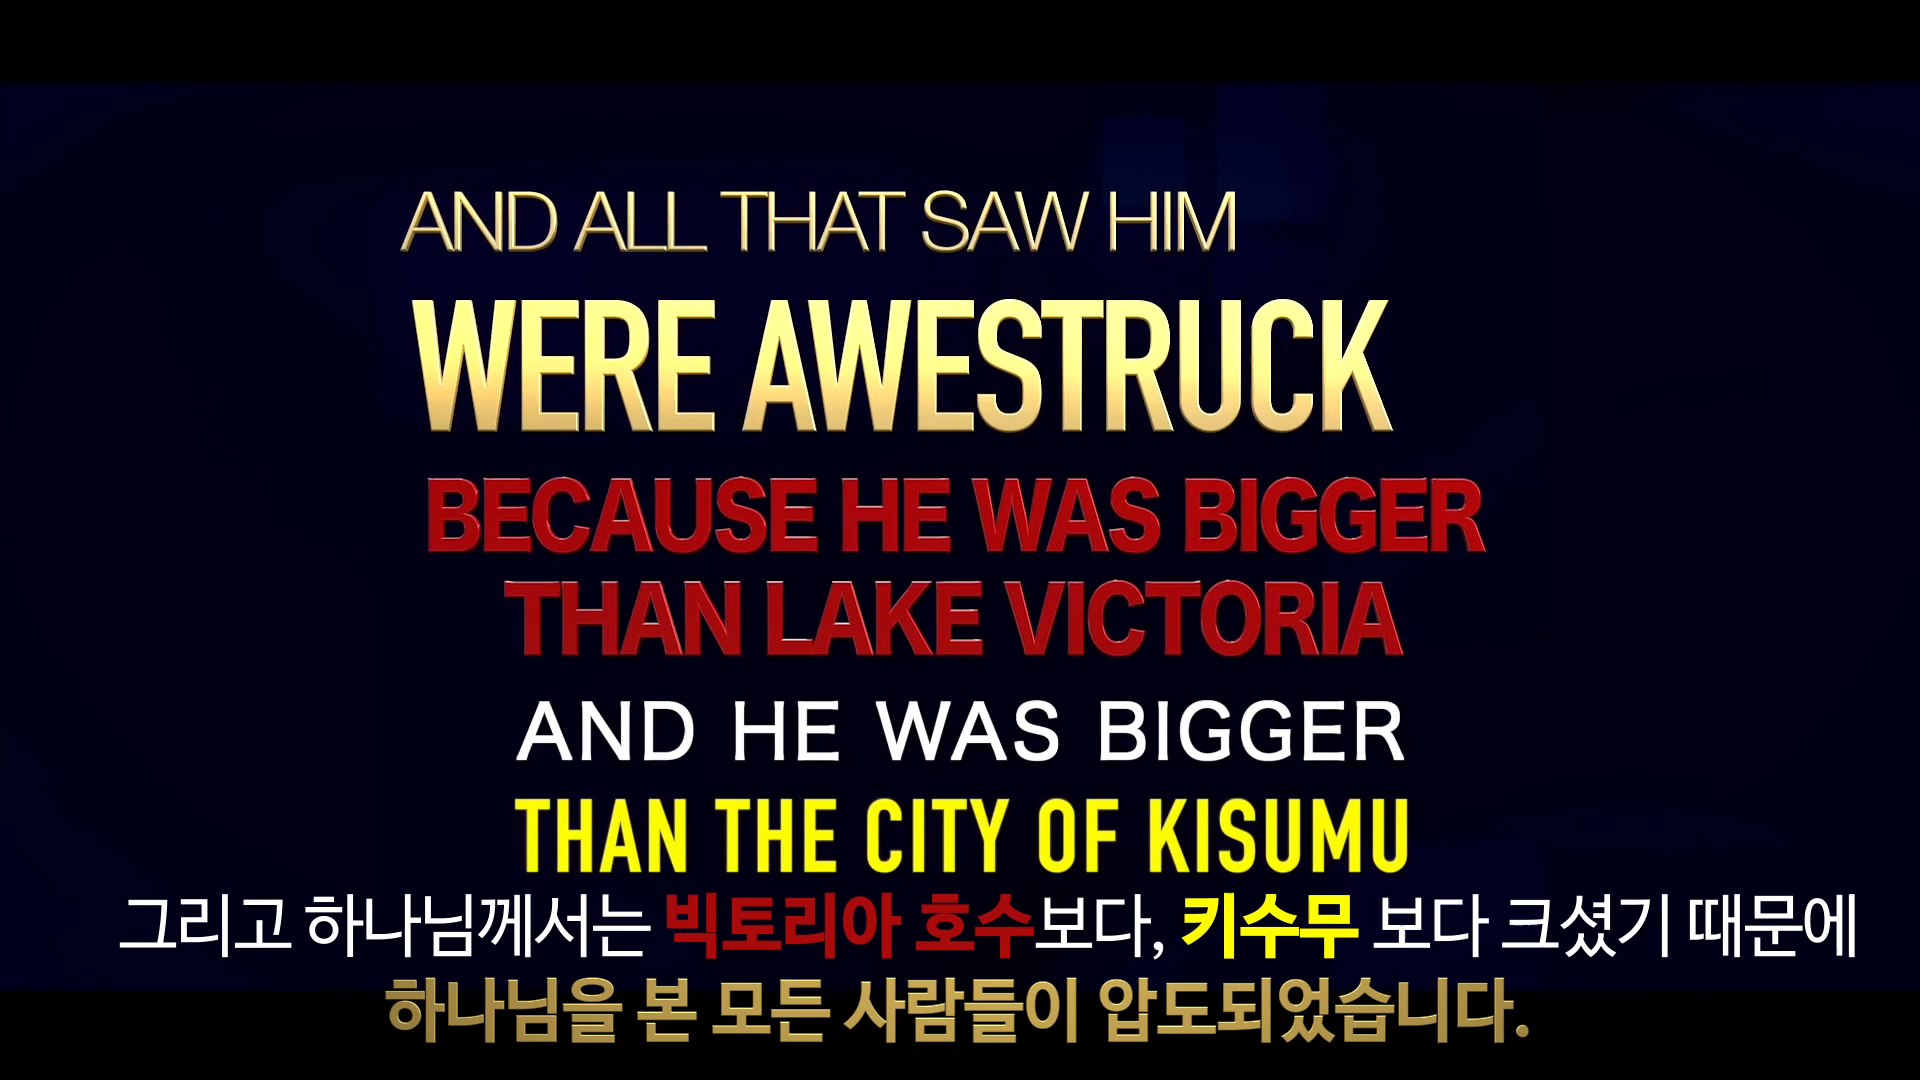 AND ALL THAT SAW HIM
WERE AWESTRUCK
BECAUSE HE WAS BIGGER
THAN LAKE VICTORIA
AND HE WAS BIGGER
THAN THE CITY OF KISUMU
그리고 하나님께서는 빅토리아 호수보다, 키수무 보다 크셨기 때문에
하나님을 본 모든 사람들이 압도되었습니다.